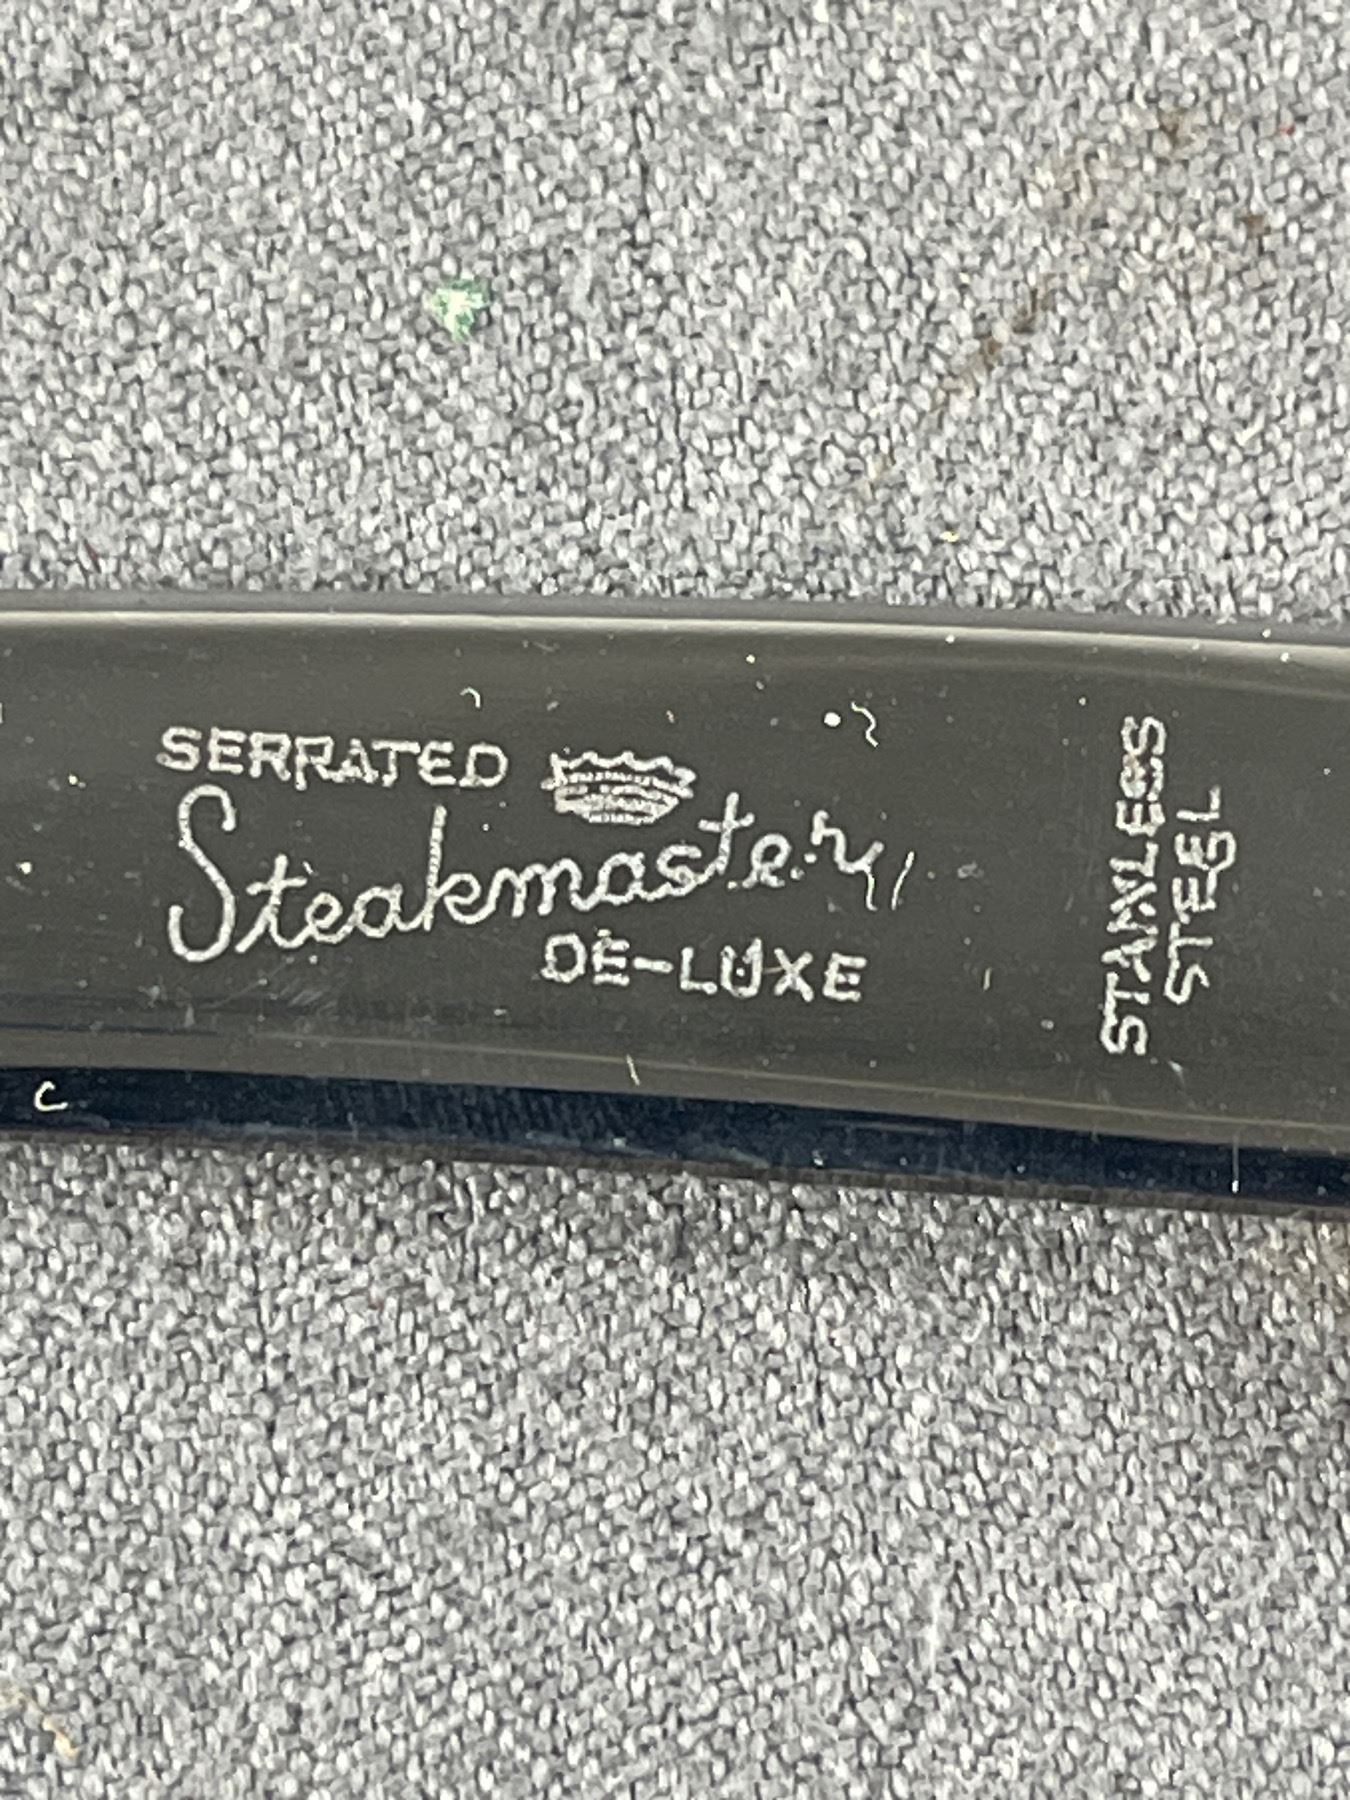 SERRATED
Steakmaster
DE-LUXE
STAINLESS
STEEL